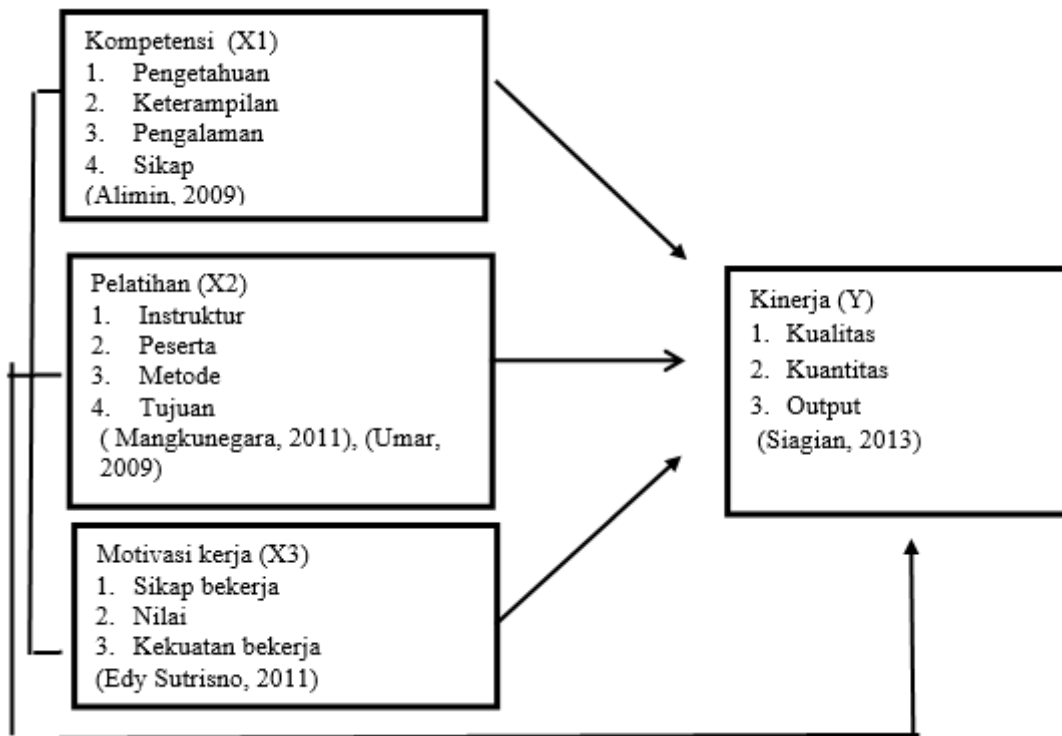 Kompetensi (X1)
1. Pengetahuan
2. Keterampilan
3. Pengalaman
4. Sikap
(Alimin, 2009)
Pelatihan (X2)
1. Instruktur
2. Peserta
3. Metode
4. Tujuan
( Mangkunegara, 2011), (Umar,
2009)
Motivasi kerja (X3)
1. Sikap bekerja
2. Nilai
3. Kekuatan bekerja
(Edy Sutrisno, 2011)
Kinerja (Y)
1. Kualitas
2. Kuantitas
3. Output
(Siagian, 2013)